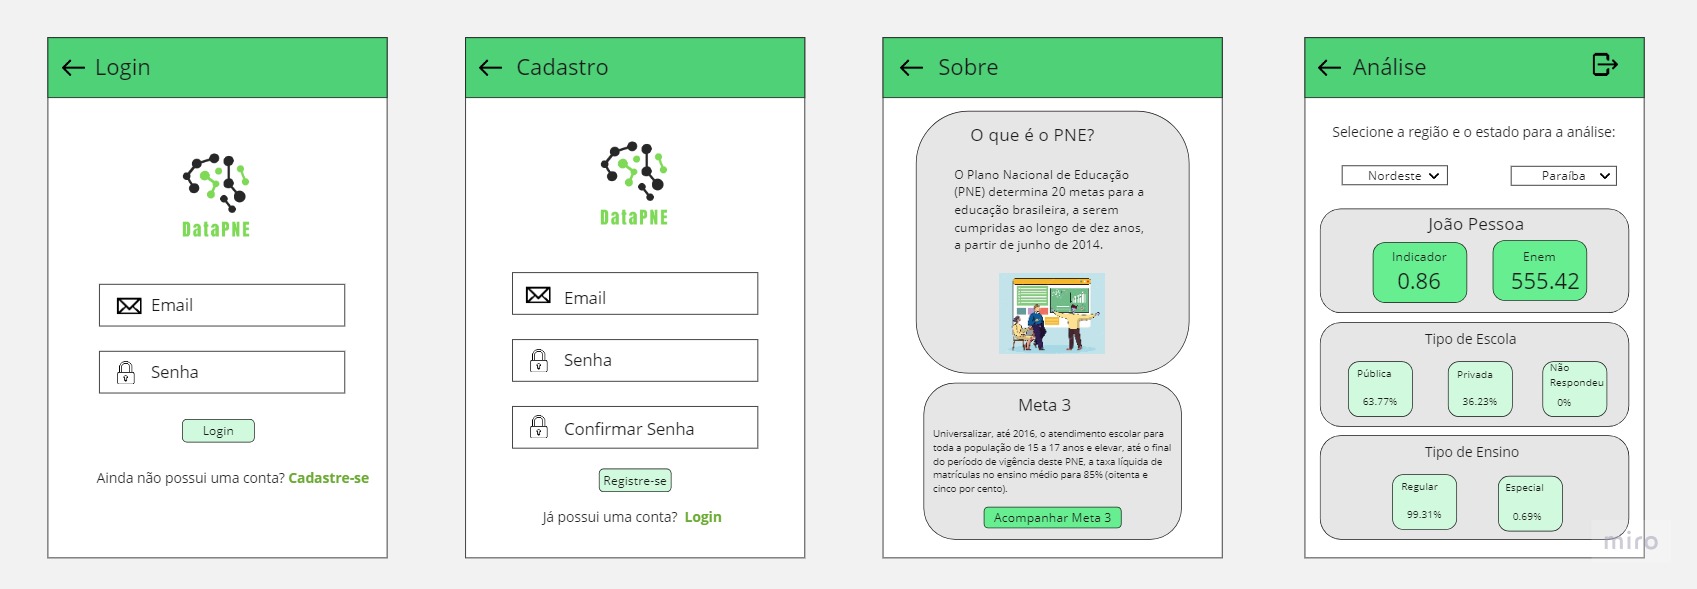 Login
DataPNE
Email
Senha
Login
Ainda não possui uma conta? Cadastre-se
Cadastro
DataPNE
Email
Senha
Confirmar Senha
Registre-se
Já possui uma conta? Login
Sobre
O que é o PNE?
O Plano Nacional de Educação
(PNE) determina 20 metas para a
educação brasileira, a serem
cumpridas ao longo de dez anos,
a partir de junho de 2014.
Meta 3
Universalizar, até 2016, o atendimento escolar para
toda a população de 15 a 17 anos e elevar, até o final
do período de vigência deste PNE, a taxa líquida de
matrículas no ensino médio para 85% (oitenta e
cinco por cento).
Acompanhar Meta 3
Análise
Selecione a região e o estado para a análise:
Nordeste Paraíba
João Pessoa
Indicador Enem
0.86 555.42
Tipo de Escola
Pública Privada Não
Respondeu
63.77% 36.23% 0%
Tipo de Ensino
Regular Especial
99.31% 0.69%
miro